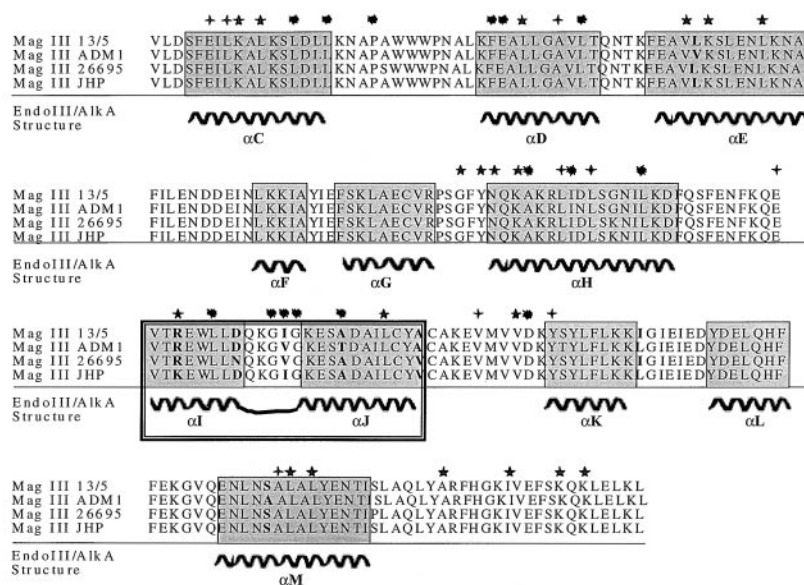 Mag III 13/5 VLDSFEILKALKSLDLLKNAPAWWWPNALKFEALLGAVLTQNTKFEAVLKSLENLKNA
Mag III ADM1 VLDSFEILKALKSLDLLKNAPAWWWPNALKFEALLGAVLTQNTKFEAVVKSLENLKNA
Mag III 26695 VLDSFEILKALKSLDLLKNAPSWWWPNALKFEALLGAVLTQNTKFEAVLKSLENLKNA
Mag III JHP VLDSFEILKALKSLDLLKNAPAWWWPNALKFEALLGAVLTQNTKFEAVLKSLENLKNA
EndoIII/AlkA
Structure
αC αD αE
Mag III 13/5 FILENDDEINLKKIAYIEFSKLAECVRPSGFYNQKAKRLIDLSGNILKDFQSFENFKQE
Mag III ADM1 FILENDDEINLKKIAYIEFSKLAECVRPSGFYNQKAKRLINLSGNILKDFQSFENFKQE
Mag III 26695 FILENDDEINLKKIAYIEFSKLAECVRPSGFYNQKAKRLIDLSKNILKDFQSFENFKQE
Mag III JHP FILENDDEINLKKIAYIEFSKLAECVRPSGFYNQKAKRLIDLSKNILKDFQSFENFKQE
EndoIII/AlkA
Structure
αF αG αH
Mag III 13/5 VTREWLLDQKGIGKESADAILCYACAKEVMVVDKYSYLFLKKIGIEIEDYDELQHF
Mag III ADM1 VTREWLLDQKGVGKESTDAILCYACAKEVMVVDKYTYLFLKKLGIEIEDYDELQHF
Mag III 26695 VTREWLLNQKGVGKESADAILCYVCAKEVMVVDKYSYLFLKKLGIEIEDYDELQHF
Mag III JHP VTKEWLLDQKGIGKESADAILCYVCAKEVMVVDKYSYLFLKKLGIEIEDYDELQHF
EndoIII/AlkA
Structure
αI αJ αK αL
Mag III 13/5 FEKGVQENLNSALALYENTISLAQLYARFHGKIVEFSKQKLELKL
Mag III ADM1 FEKGVQENLNAALALYENTISLAQLYARFHGKIVEFSKQKLELKL
Mag III 26695 FEKGVQENLNSALALYENTIPLAQLYARFHGKIVEFSKQKLELKL
Mag III JHP FEKGVQENLNSALALYENTISLAQLYARFHGKIVEFSKQKLELKL
EndoIII/AlkA
Structure
αM